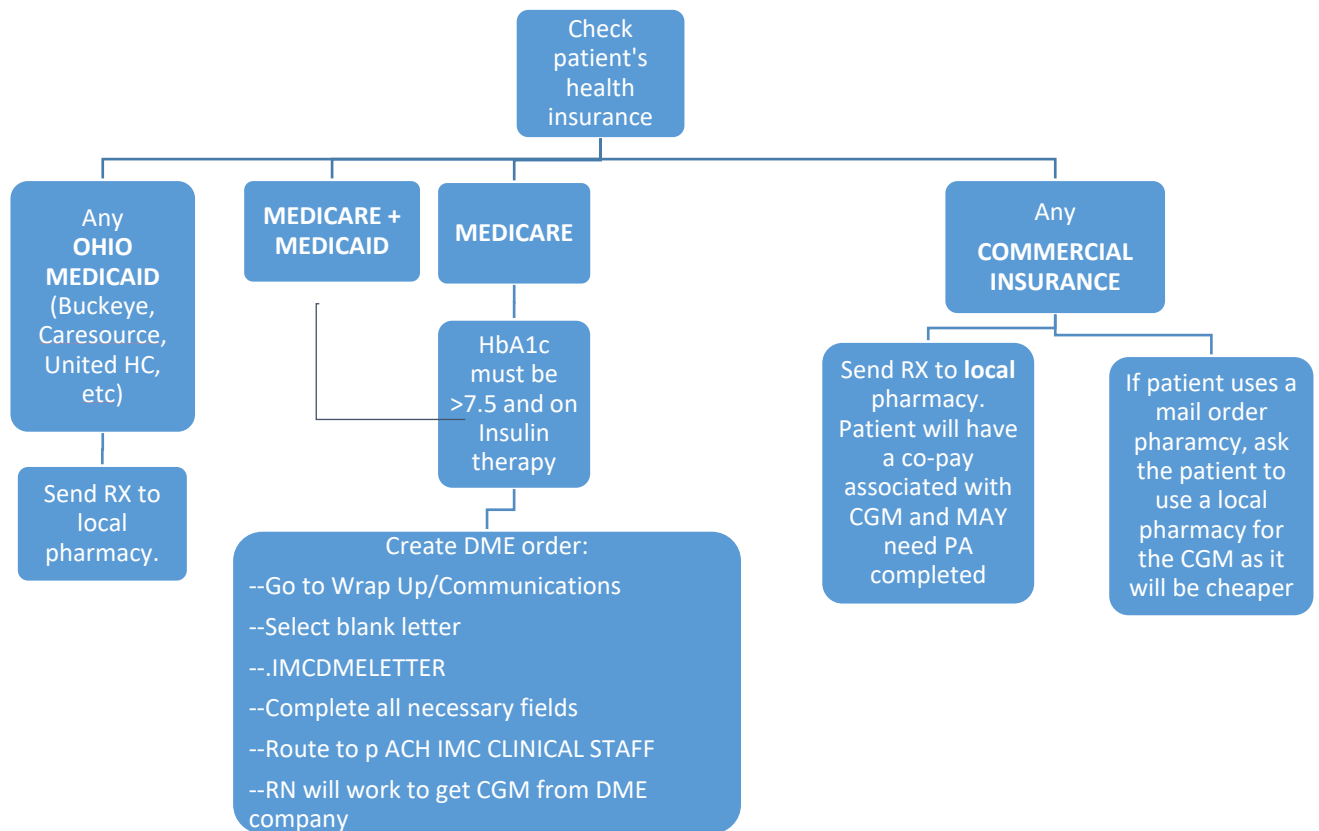 Check
patient's
health
insurance
Any
OHIO
MEDICAID
(Buckeye,
Caresource,
United HC,
etc)
Send RX to
local
pharmacy.
MEDICARE +
MEDICAID
MEDICARE
HbA1c
must be
>7.5 and on
Insulin
therapy
Create DME order:
--Go to Wrap Up/Communications
--Select blank letter
--.IMCDMELETTER
--Complete all necessary fields
--Route to p ACH IMC CLINICAL STAFF
--RN will work to get CGM from DME
company
Any
COMMERCIAL
INSURANCE
Send RX to local
pharmacy.
Patient will have
a co-pay
associated with
CGM and MAY
need PA
completed
If patient uses a
mail order
pharamcy, ask
the patient to
use a local
pharmacy for
the CGM as it
will be cheaper